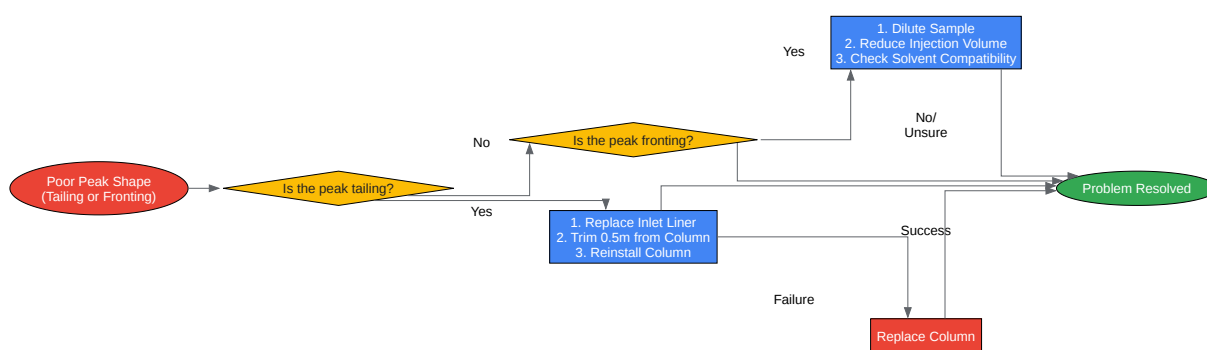 Poor Peak Shape
(Tailing or Fronting)
Is the peak tailing?
No
Yes
Is the peak fronting?
Yes
1. Dilute Sample
2. Reduce Injection Volume
3. Check Solvent Compatibility
No/
Unsure
1. Replace Inlet Liner
2. Trim 0.5m from Column
3. Reinstall Column
Success
Failure
Replace Column
Problem Resolved